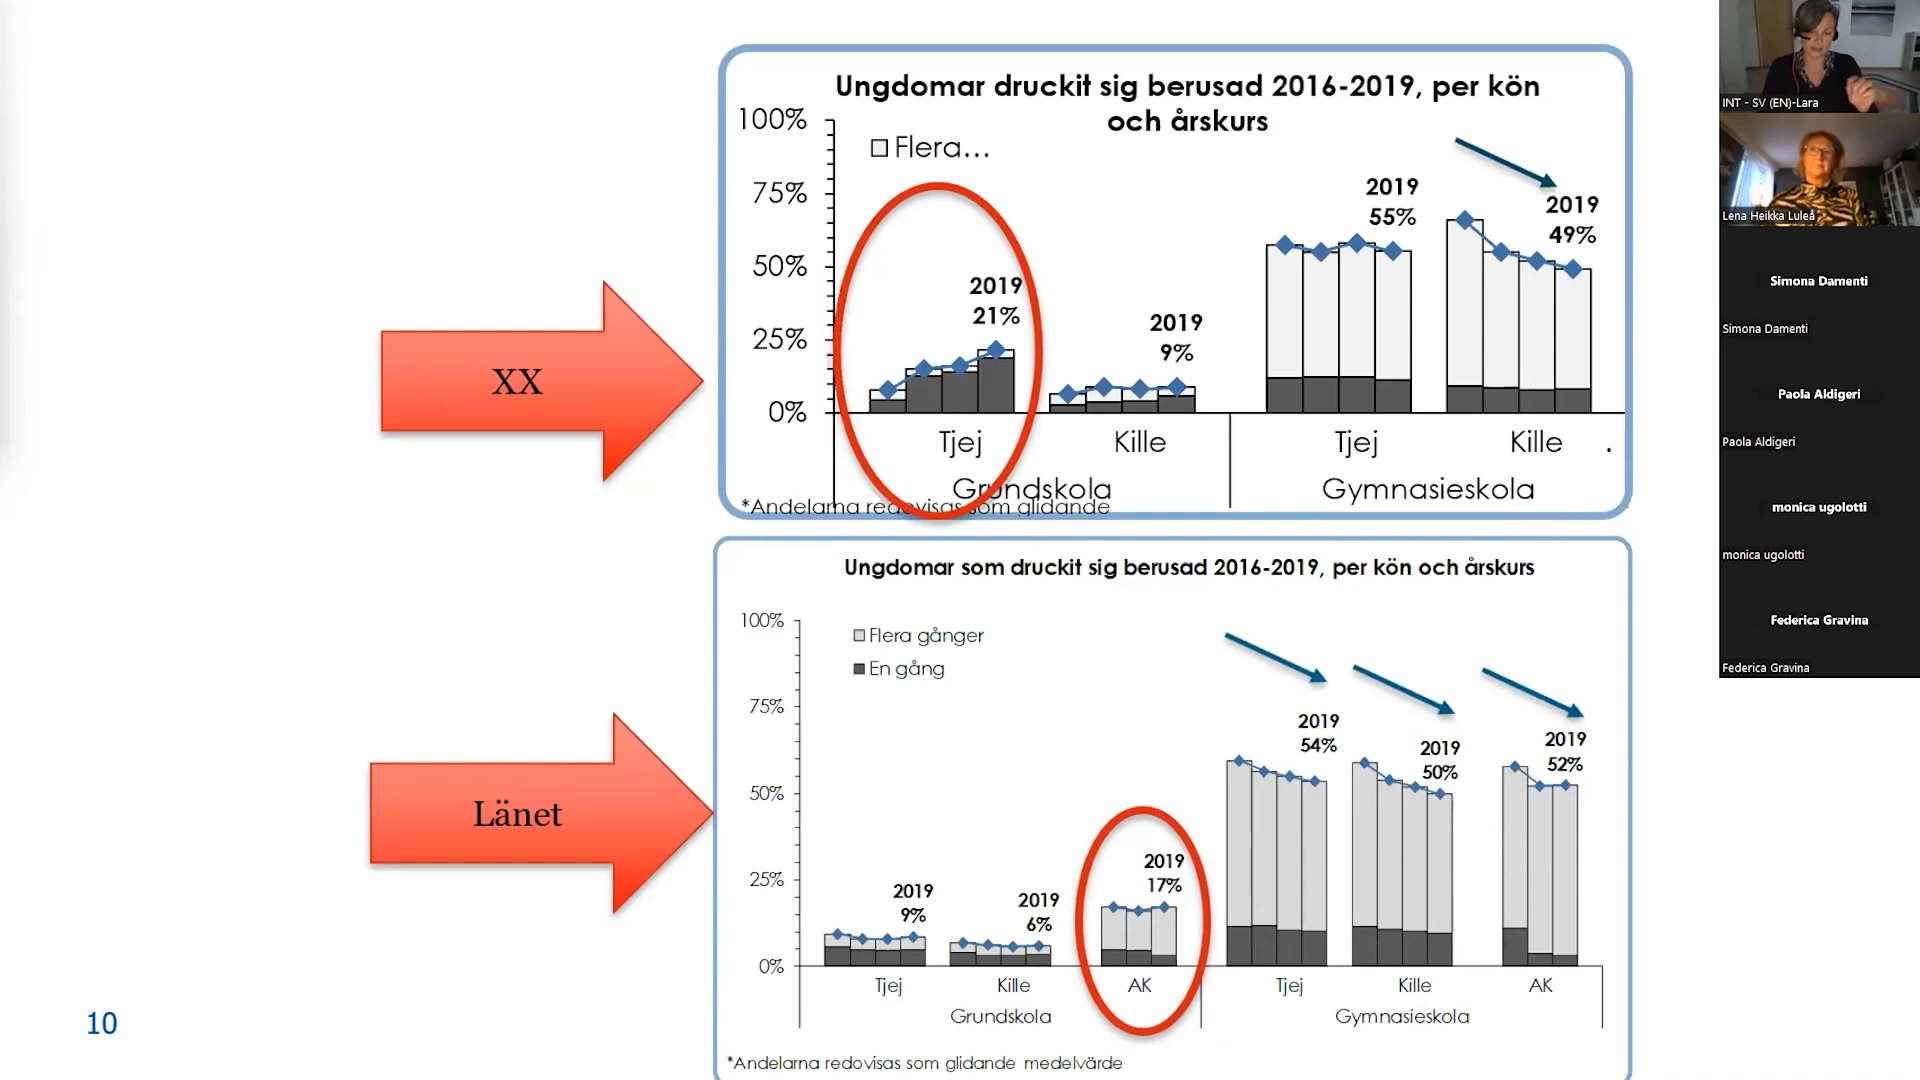 Ungdomar druckit sig berusad 2016-2019, per kön
och årskurs
100%
75%
50%
25%
0%
Flera...
2019
21%
2019
9%
2019
55%
2019
49%
Tjej
Kille
Tjej
Kille
.
Grundskola
Gymnasieskola
*Andelarna redovisas som glidande
XX
Ungdomar som druckit sig berusad 2016-2019, per kön och årskurs
100%
75%
50%
25%
0%
Flera gånger
En gång
2019
9%
2019
6%
2019
17%
2019
54%
2019
50%
2019
52%
Tjej
Kille
AK
Tjej
Kille
AK
Grundskola
Gymnasieskola
*Andelarna redovisas som glidande medelvärde
Länet
10
INT - SV (EN)-Lara
Lena Heikka Luleå
Simona Damenti
Simona Damenti
Paola Aldigeri
Paola Aldigeri
monica ugolotti
monica ugolotti
Federica Gravina
Federica Gravina